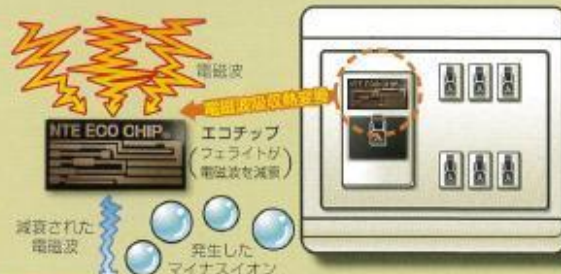 電磁波
電磁波吸収熱変換
NTE ECO CHIP
エコチップ
フェライトが
電磁波を減衰
減衰された
電磁波
発生した
マイナスイオン